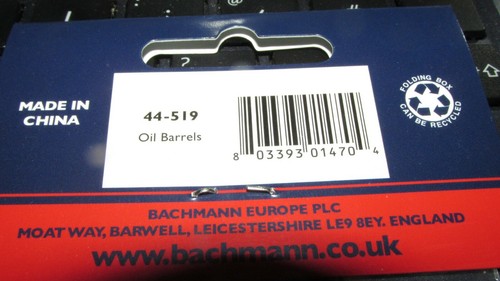 ?
FOLDING BOX
CAN BE RECYCLED
MADE IN
CHINA
44-519
Oil Barrels
8 03393 01470 4
BACHMANN EUROPE PLC
MOAT WAY, BARWELL, LEICESTERSHIRE LE9 8EY. ENGLAND
www.bachmann.co.uk